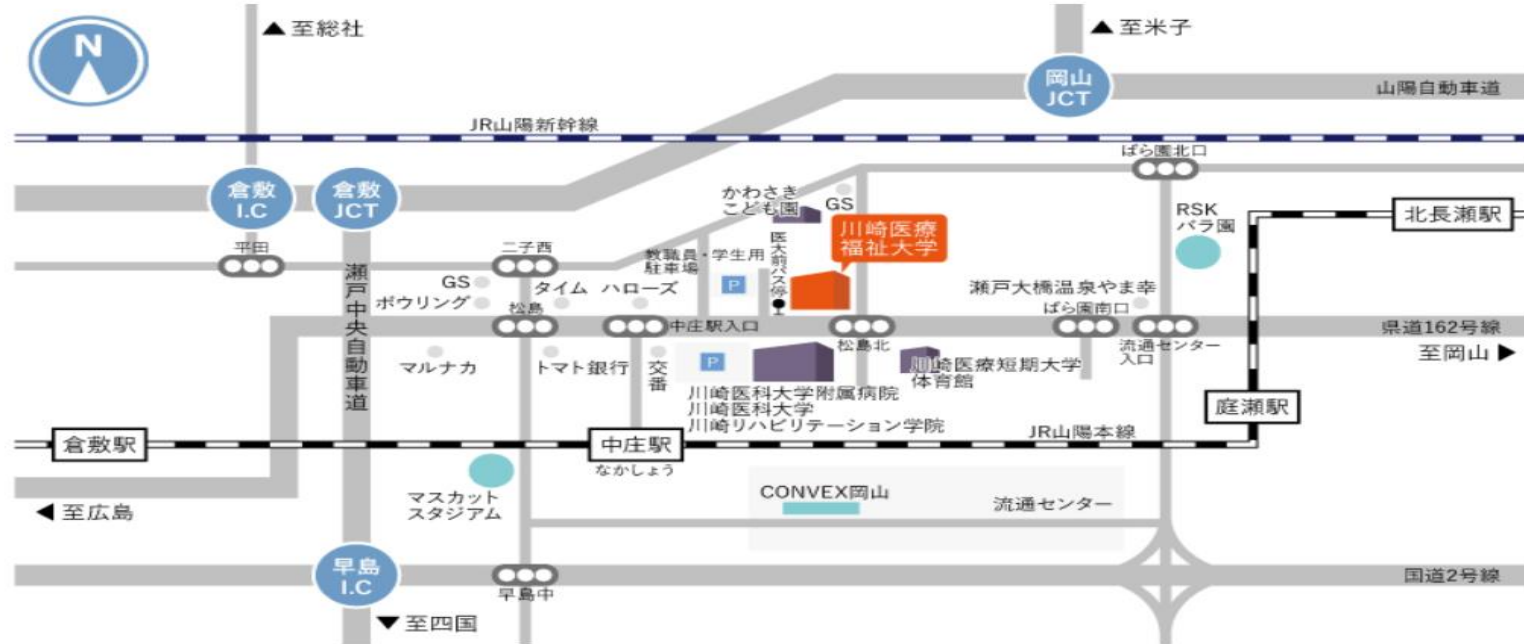 N
▲至総社
▲至米子
岡山
JCT
山陽自動車道
JR山陽新幹線
ばら園北口
倉敷
I.C
倉敷
JCT
かわさき
こども園
GS
川崎医療
福祉大学
RSK
バラ園
北長瀬駅
平田
二子西
教職員・学生用
駐車場
P
医大前バス停
瀬戸中央自動車道
GS
ボウリング
タイム
ハローズ
松島
中庄駅入口
松島北
瀬戸大橋温泉やま幸
ばら園南口
流通センター
入口
県道162号線
至岡山▶
マルナカ
トマト銀行
交番
P
川崎医科大学附属病院
川崎医科大学
川崎リハビリテーション学院
川崎医療短期大学
体育館
庭瀬駅
倉敷駅
中庄駅
なかしょう
JR山陽本線
マスカット
スタジアム
CONVEX岡山
流通センター
◀至広島
早島
I.C
早島中
国道2号線
▼至四国